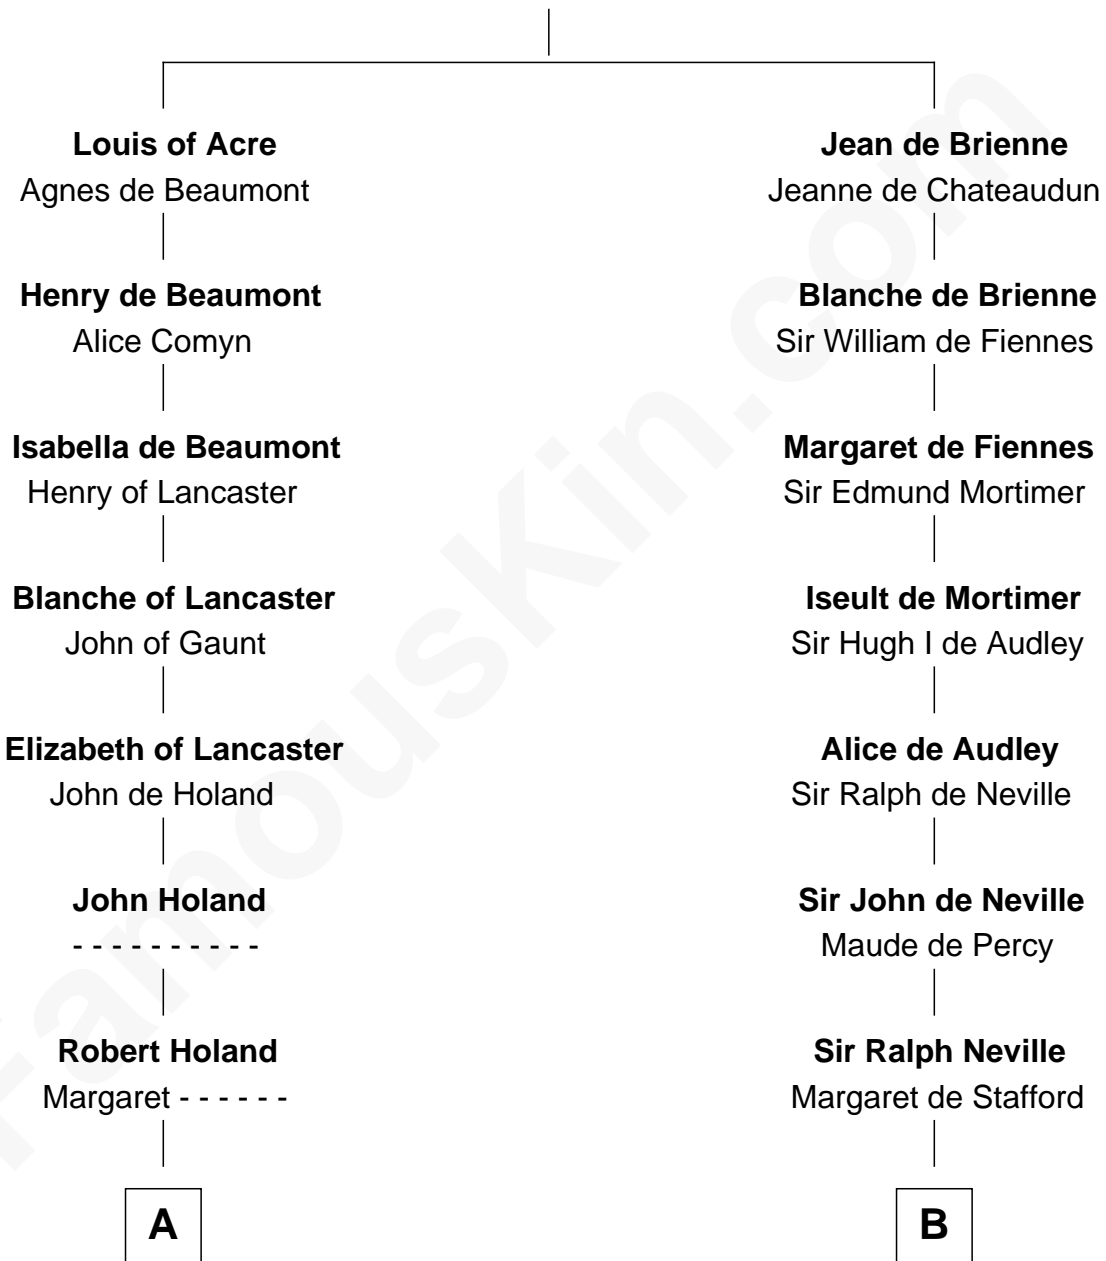 Louis of Acre
Agnes de Beaumont
Henry de Beaumont
Alice Comyn
Isabella de Beaumont
Henry of Lancaster
Blanche of Lancaster
John of Gaunt
Elizabeth of Lancaster
John de Holand
John Holand
- - - - - - - - - -
Robert Holand
Margaret - - - - - -
A
Jean de Brienne
Jeanne de Chateaudun
Blanche de Brienne
Sir William de Fiennes
Margaret de Fiennes
Sir Edmund Mortimer
Iseult de Mortimer
Sir Hugh I de Audley
Alice de Audley
Sir Ralph de Neville
Sir John de Neville
Maude de Percy
Sir Ralph Neville
Margaret de Stafford
B
FamousKin.com